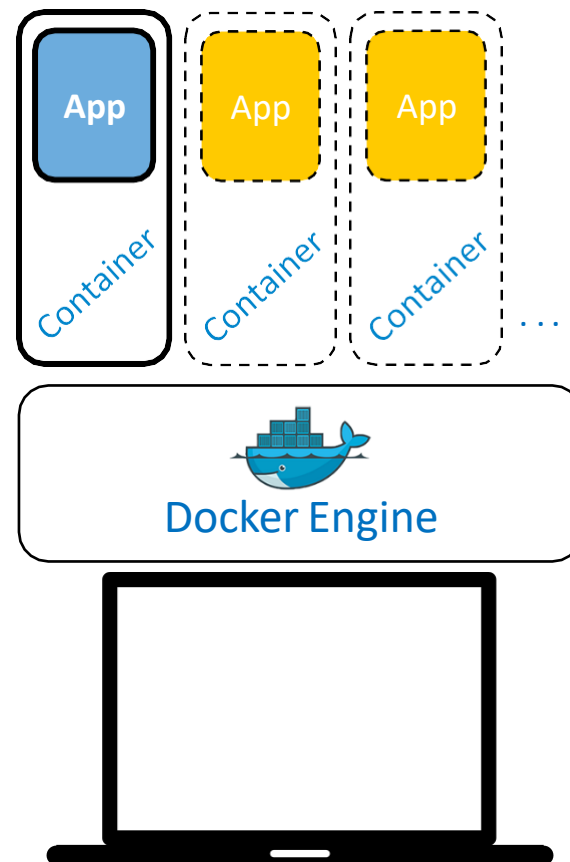 App
App
App
Container
Container
Container
. . .
Docker Engine